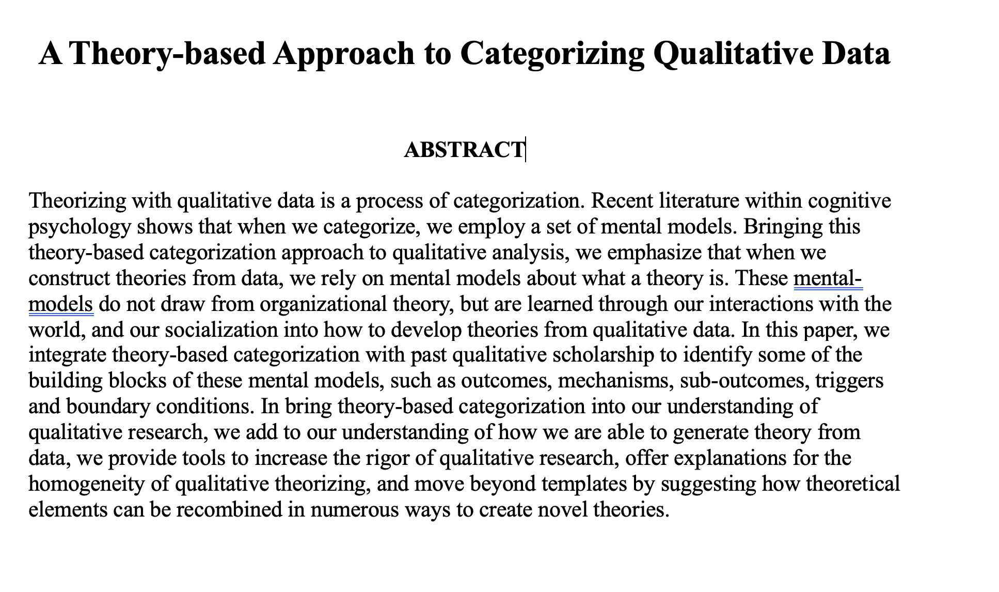 A Theory-based Approach to Categorizing Qualitative Data
ABSTRACT
Theorizing with qualitative data is a process of categorization. Recent literature within cognitive
psychology shows that when we categorize, we employ a set of mental models. Bringing this
theory-based categorization approach to qualitative analysis, we emphasize that when we
construct theories from data, we rely on mental models about what a theory is. These mental-
models do not draw from organizational theory, but are learned through our interactions with the
world, and our socialization into how to develop theories from qualitative data. In this paper, we
integrate theory-based categorization with past qualitative scholarship to identify some of the
building blocks of these mental models, such as outcomes, mechanisms, sub-outcomes, triggers
and boundary conditions. In bring theory-based categorization into our understanding of
qualitative research, we add to our understanding of how we are able to generate theory from
data, we provide tools to increase the rigor of qualitative research, offer explanations for the
homogeneity of qualitative theorizing, and move beyond templates by suggesting how theoretical
elements can be recombined in numerous ways to create novel theories.